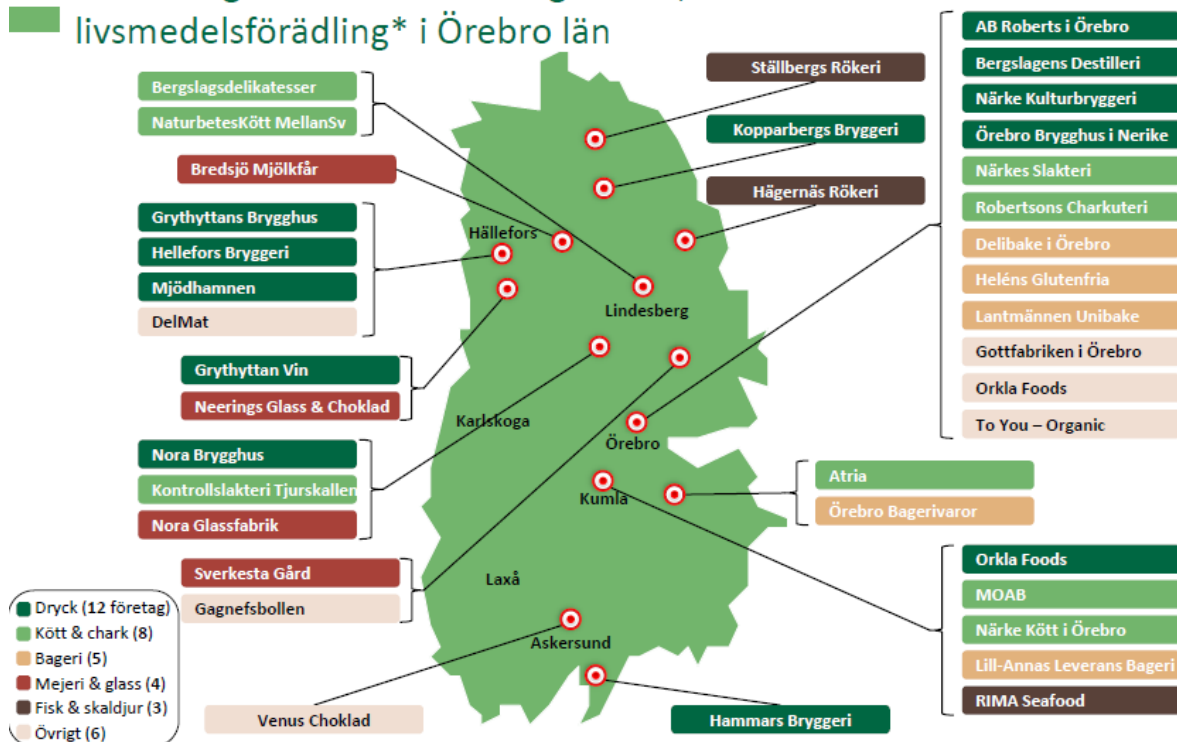 livsmedelsförädling* i Örebro län
Bergslagsdelikatesser
NaturbetesKött MellanSv
Bredsjö Mjölkfår
Grythyttans Brygghus
Hellefors Bryggeri
Mjödhamnen
DelMat
Grythyttan Vin
Neerings Glass & Choklad
Nora Brygghus
Kontrollslakteri Tjurskallen
Nora Glassfabrik
Sverkesta Gård
Gagnefsbollen
Venus Choklad
Dryck (12 företag)
Kött & chark (8)
Bageri (5)
Mejeri & glass (4)
Fisk & skaldjur (3)
Övrigt (6)
Hällefors
Lindesberg
Karlskoga
Örebro
Kumla
Laxå
Askersund
Ställbergs Rökeri
Kopparbergs Bryggeri
Hägernäs Rökeri
Hammars Bryggeri
AB Roberts i Örebro
Bergslagens Destilleri
Närke Kulturbryggeri
Örebro Brygghus i Nerike
Närkes Slakteri
Robertsons Charkuteri
Delibake i Örebro
Heléns Glutenfria
Lantmännen Unibake
Gottfabriken i Örebro
Orkla Foods
To You – Organic
Atria
Örebro Bagerivaror
Orkla Foods
MOAB
Närke Kött i Örebro
Lill-Annas Leverans Bageri
RIMA Seafood